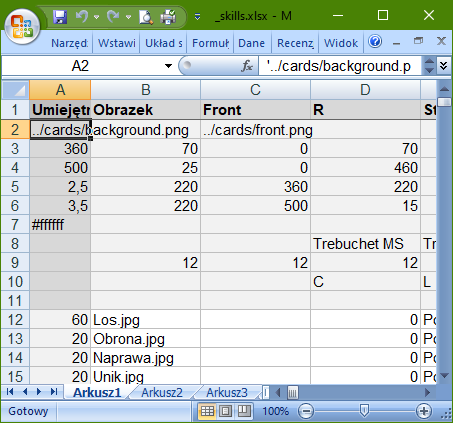 _skills.xlsx - M
Narzęd Wstawi Układ s Formuł Dane Recenz Widok
A2 '../cards/background.p
A B C D
1 Umiejętn Obrazek Front R St
2 ../cards/background.png ../cards/front.png
3 360 70 0 70
4 500 25 0 460
5 2,5 220 360 220
6 3,5 220 500 15
7 #ffffff
8 Trebuchet MS Tr
9 12 12 12
10 C L
11
12 60 Los.jpg 0 Po
13 20 Obrona.jpg 0 Po
14 20 Naprawa.jpg 0 Po
15 20 Unik.jpg 0 Po
Arkusz1 Arkusz2 Arkusz3
Gotowy 100%